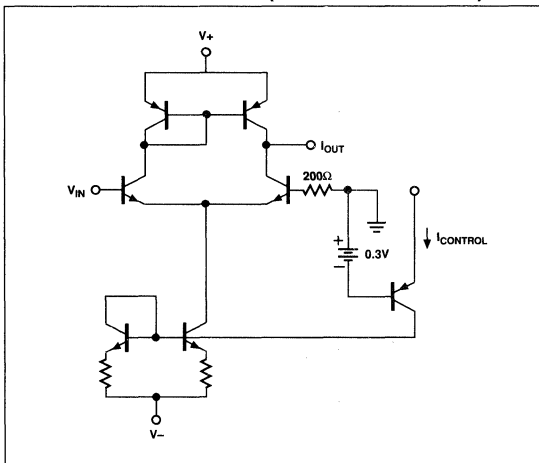 V+
I_OUT
200Ω
V_IN
I_CONTROL
+
0.3V
−
V−